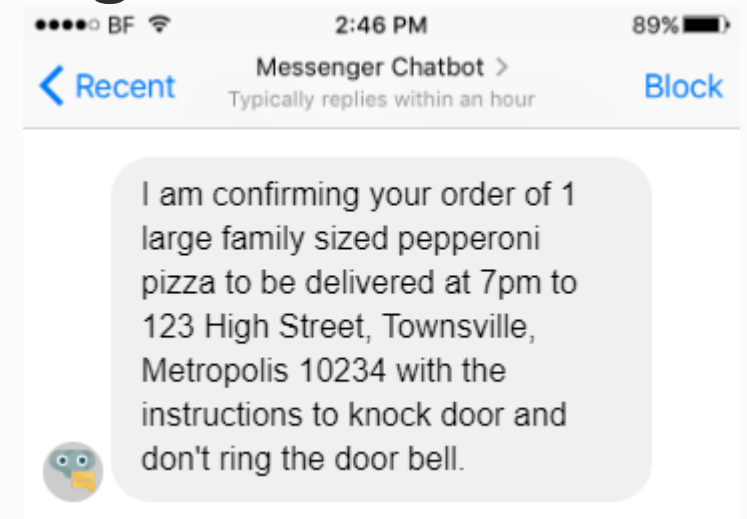 BF 2:46 PM 89%
Recent Messenger Chatbot > Block
Typically replies within an hour
I am confirming your order of 1
large family sized pepperoni
pizza to be delivered at 7pm to
123 High Street, Townsville,
Metropolis 10234 with the
instructions to knock door and
don't ring the door bell.